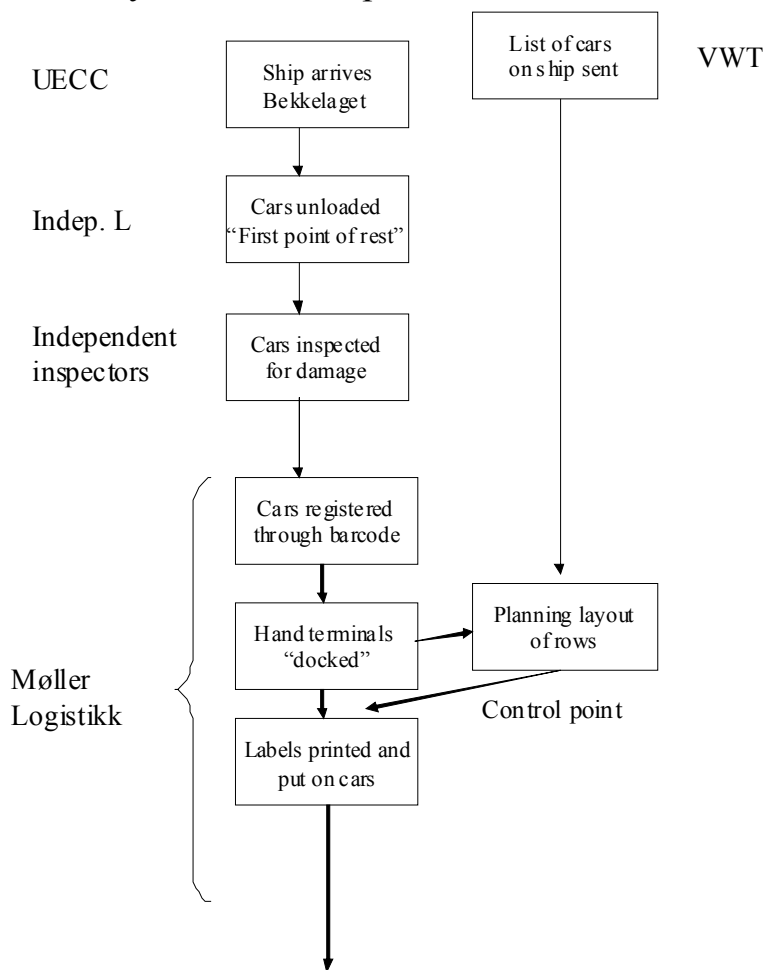 UECC
Ship arrives
Bekkelaget
List of cars
on ship sent
VWT
Indep. L
Cars unloaded
“First point of rest”
Independent
inspectors
Cars inspected
for damage
Cars registered
through barcode
Hand terminals
“docked”
Planning layout
of rows
Møller
Logistikk
Control point
Labels printed and
put on cars